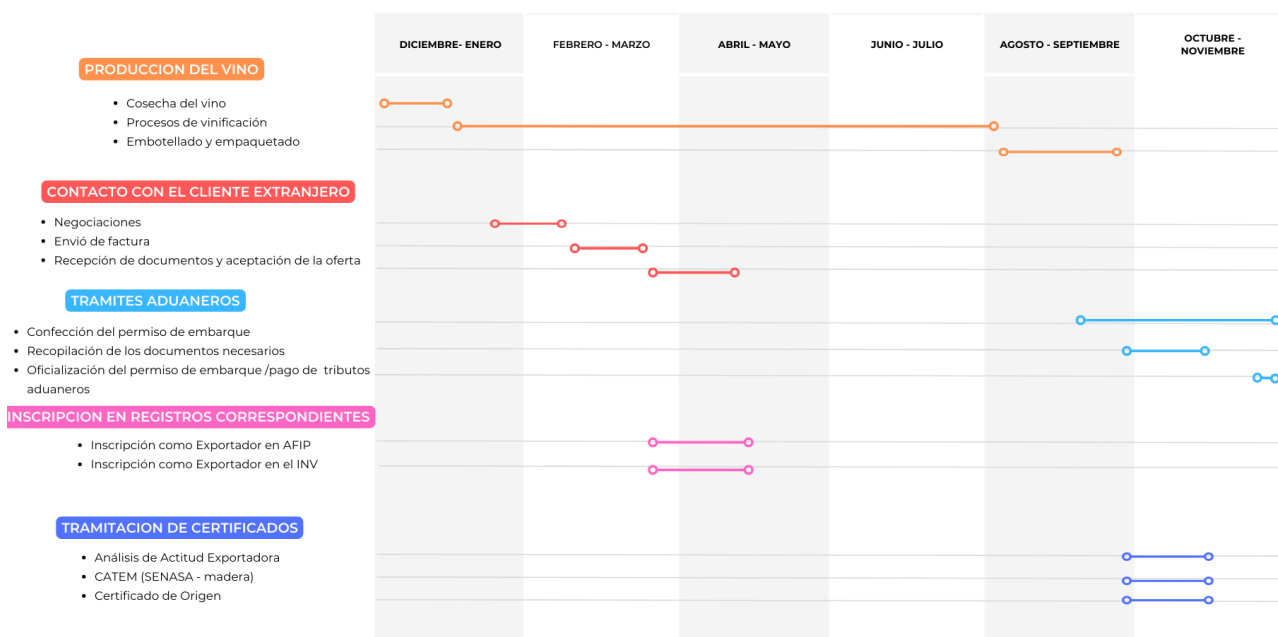 DICIEMBRE- ENERO
FEBRERO - MARZO
ABRIL - MAYO
JUNIO - JULIO
AGOSTO - SEPTIEMBRE
OCTUBRE -
NOVIEMBRE
PRODUCCION DEL VINO
Cosecha del vino
Procesos de vinificación
Embotellado y empaquetado
CONTACTO CON EL CLIENTE EXTRANJERO
Negociaciones
Envió de factura
Recepción de documentos y aceptación de la oferta
TRAMITES ADUANEROS
Confección del permiso de embarque
Recopilación de los documentos necesarios
Oficialización del permiso de embarque /pago de tributos
aduaneros
INSCRIPCION EN REGISTROS CORRESPONDIENTES
Inscripción como Exportador en AFIP
Inscripción como Exportador en el INV
TRAMITACION DE CERTIFICADOS
Análisis de Actitud Exportadora
CATEM (SENASA - madera)
Certificado de Origen